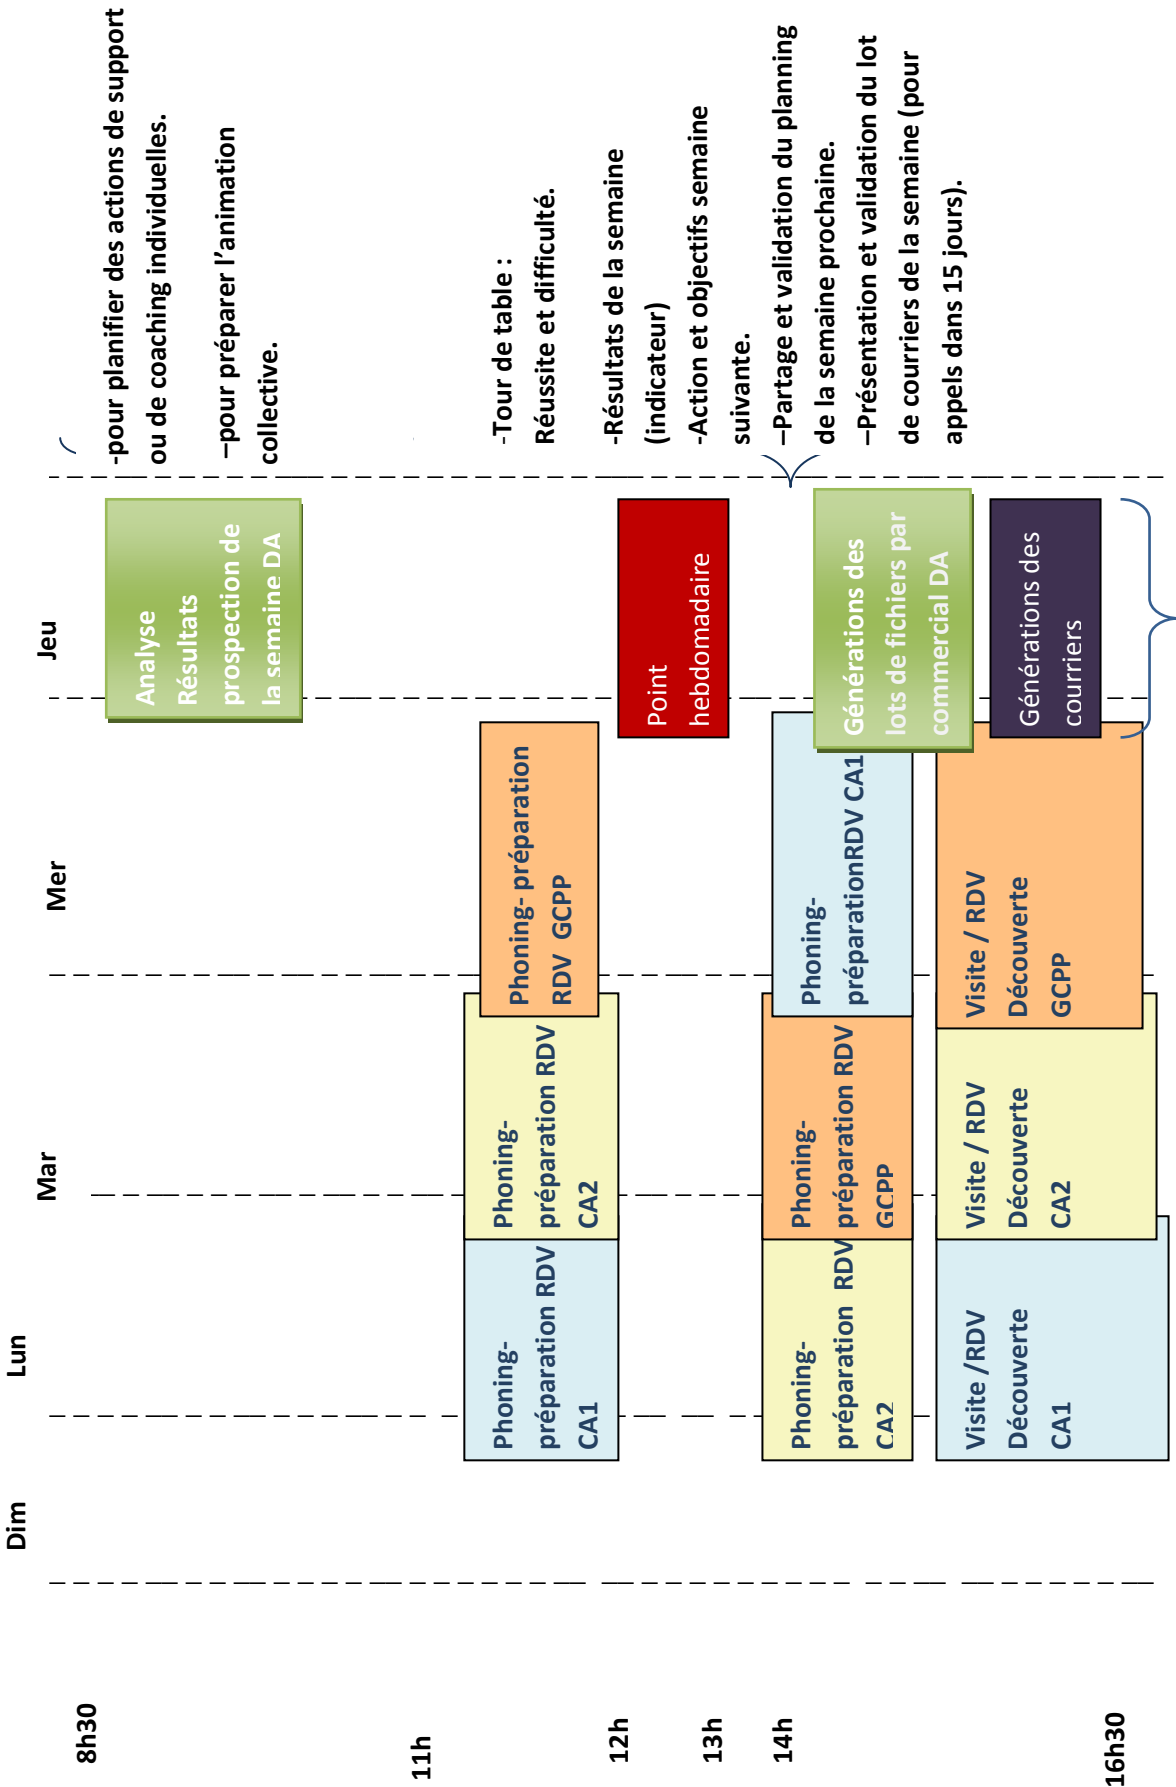 Dim
Lun
Mar
Mer
Jeu
8h30
Analyse
Résultats
prospection de
la semaine DA
-pour planifier des actions de support
ou de coaching individuelles.
–pour préparer l’animation
collective.
11h
Phoning-
préparation RDV
CA1
Phoning-
préparation RDV
CA2
Phoning- préparation
RDV GCPP
-Tour de table :
Réussite et difficulté.
12h
Point
hebdomadaire
-Résultats de la semaine
(indicateur)
-Action et objectifs semaine
suivante.
13h
14h
Phoning-
préparation RDV
CA2
Phoning-
préparation RDV
GCPP
Phoning-
préparationRDV CA1
Générations des
lots de fichiers par
commercial DA
–Partage et validation du planning
de la semaine prochaine.
–Présentation et validation du lot
de courriers de la semaine (pour
appels dans 15 jours).
Visite /RDV
Découverte
CA1
Visite / RDV
Découverte
CA2
Visite / RDV
Découverte
GCPP
Générations des
courriers
16h30